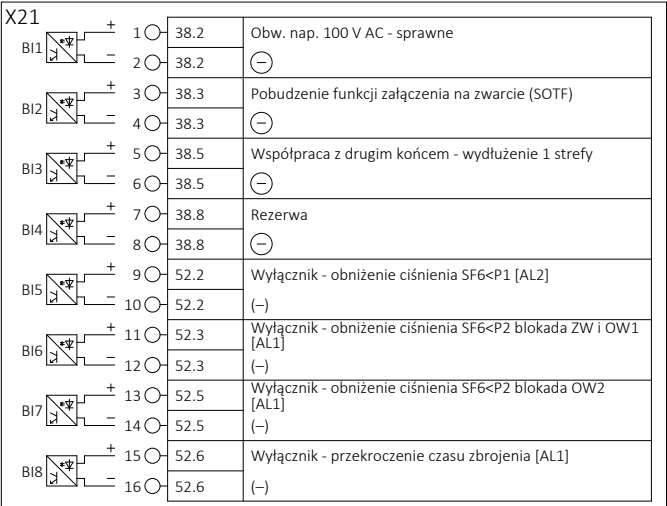 X21
BI1 + 1 38.2 Obw. nap. 100 V AC - sprawne
– 2 38.2 (–)
BI2 + 3 38.3 Pobudzenie funkcji załączenia na zwarcie (SOTF)
– 4 38.3 (–)
BI3 + 5 38.5 Współpraca z drugim końcem - wydłużenie 1 strefy
– 6 38.5 (–)
BI4 + 7 38.8 Rezerwa
– 8 38.8 (–)
BI5 + 9 52.2 Wyłącznik - obniżenie ciśnienia SF6<P1 [AL2]
– 10 52.2 (–)
BI6 + 11 52.3 Wyłącznik - obniżenie ciśnienia SF6<P2 blokada ZW i OW1
[AL1]
– 12 52.3 (–)
BI7 + 13 52.5 Wyłącznik - obniżenie ciśnienia SF6<P2 blokada OW2
[AL1]
– 14 52.5 (–)
BI8 + 15 52.6 Wyłącznik - przekroczenie czasu zbrojenia [AL1]
– 16 52.6 (–)